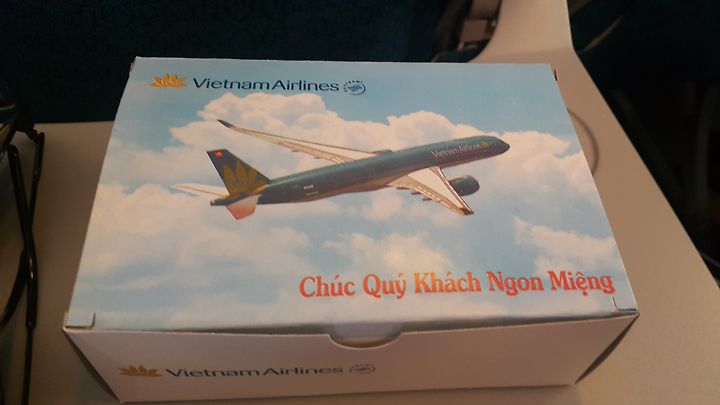 Vietnam Airlines
Vietnam Airlines
Chúc Quý Khách Ngon Miệng
Vietnam Airlines